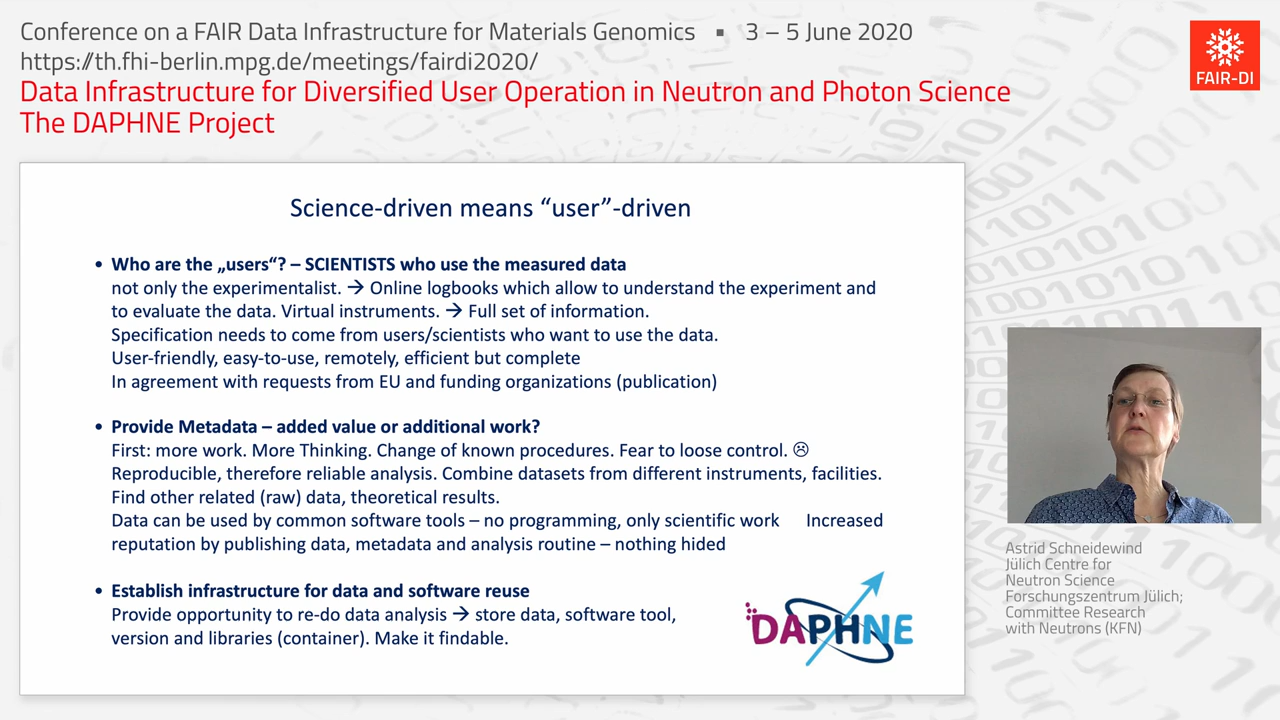 Conference on a FAIR Data Infrastructure for Materials Genomics ▪ 3 – 5 June 2020
https://th.fhi-berlin.mpg.de/meetings/fairdi2020/
Data Infrastructure for Diversified User Operation in Neutron and Photon Science
The DAPHNE Project
FAIR-DI
Science-driven means “user”-driven
• Who are the „users“? – SCIENTISTS who use the measured data
not only the experimentalist. → Online logbooks which allow to understand the experiment and
to evaluate the data. Virtual instruments. → Full set of information.
Specification needs to come from users/scientists who want to use the data.
User-friendly, easy-to-use, remotely, efficient but complete
In agreement with requests from EU and funding organizations (publication)
• Provide Metadata – added value or additional work?
First: more work. More Thinking. Change of known procedures. Fear to loose control. ☹
Reproducible, therefore reliable analysis. Combine datasets from different instruments, facilities.
Find other related (raw) data, theoretical results.
Data can be used by common software tools – no programming, only scientific work Increased
reputation by publishing data, metadata and analysis routine – nothing hided
• Establish infrastructure for data and software reuse
Provide opportunity to re-do data analysis → store data, software tool,
version and libraries (container). Make it findable.
DAPHNE
Astrid Schneidewind
Jülich Centre for
Neutron Science
Forschungszentrum Jülich;
Committee Research
with Neutrons (KFN)